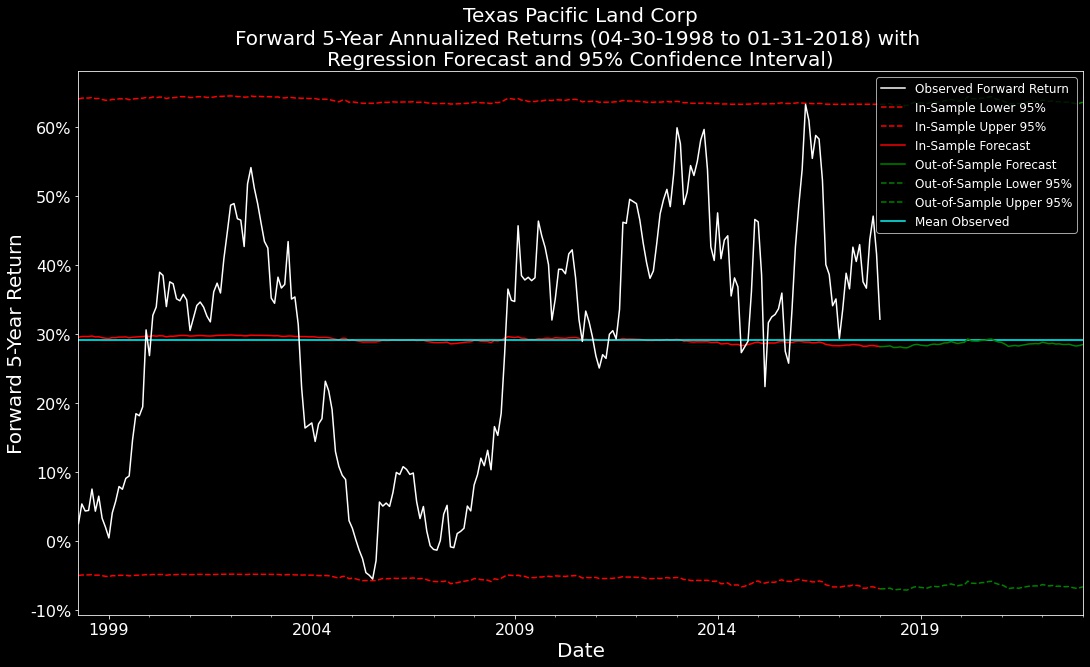 Texas Pacific Land Corp
Forward 5-Year Annualized Returns (04-30-1998 to 01-31-2018) with
Regression Forecast and 95% Confidence Interval)
Observed Forward Return
In-Sample Lower 95%
In-Sample Upper 95%
In-Sample Forecast
Out-of-Sample Forecast
Out-of-Sample Lower 95%
Out-of-Sample Upper 95%
Mean Observed
Forward 5-Year Return
60%
50%
40%
30%
20%
10%
0%
-10%
1999 2004 2009 2014 2019
Date